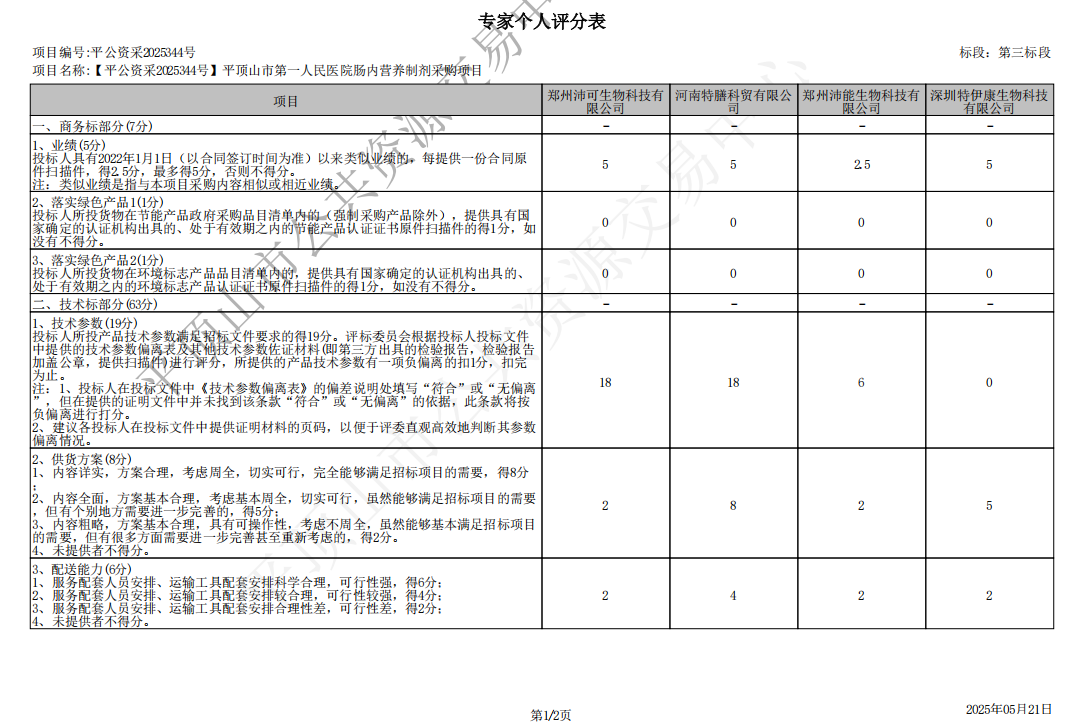 专家个人评分表
项目编号:平公资采2025344号
标段：第三标段
项目名称:【平公资采2025344号】平顶山市第一人民医院肠内营养制剂采购项目
项目
郑州沛可生物科技有
限公司
河南特膳科贸有限公
司
郑州沛能生物科技有
限公司
深圳特伊康生物科技
有限公司
一、商务标部分(7分)
－
－
－
－
1、业绩(5分)
投标人具有2022年1月1日（以合同签订时间为准）以来类似业绩的，每提供一份合同原
件扫描件，得2.5分，最多得5分，否则不得分。
注：类似业绩是指与本项目采购内容相似或相近业绩。
5
5
2.5
5
2、落实绿色产品1(1分)
投标人所投货物在节能产品政府采购品目清单内的（强制采购产品除外），提供具有国
家确定的认证机构出具的、处于有效期之内的节能产品认证证书原件扫描件的得1分，如
没有不得分。
0
0
0
0
3、落实绿色产品2(1分)
投标人所投货物在环境标志产品品目清单内的，提供具有国家确定的认证机构出具的、
处于有效期之内的环境标志产品认证证书原件扫描件的得1分，如没有不得分。
0
0
0
0
二、技术标部分(63分)
－
－
－
－
1、技术参数(19分)
投标人所投产品技术参数满足招标文件要求的得19分。评标委员会根据投标人投标文件
中提供的技术参数偏离表及其他技术参数佐证材料(即第三方出具的检验报告，检验报告
加盖公章，提供扫描件)进行评分，所提供的产品技术参数有一项负偏离的扣1分，扣完
为止。
注：1、投标人在投标文件中《技术参数偏离表》的偏差说明处填写“符合”或“无偏离
”，但在提供的证明文件中并未找到该条款“符合”或“无偏离”的依据，此条款将按
负偏离进行打分。
2、建议各投标人在投标文件中提供证明材料的页码，以便于评委直观高效地判断其参数
偏离情况。
18
18
6
0
2、供货方案(8分)
1、内容详实，方案合理，考虑周全，切实可行，完全能够满足招标项目的需要，得8分
；
2、内容全面，方案基本合理，考虑基本周全，切实可行，虽然能够满足招标项目的需要
，但有个别地方需要进一步完善的，得5分；
3、内容粗略，方案基本合理，具有可操作性，考虑不周全，虽然能够基本满足招标项目
的需要，但有很多方面需要进一步完善甚至重新考虑的，得2分。
4、未提供者不得分。
2
8
2
5
3、配送能力(6分)
1、服务配套人员安排、运输工具配套安排科学合理，可行性强，得6分；
2、服务配套人员安排、运输工具配套安排较合理，可行性较强，得4分；
3、服务配套人员安排、运输工具配套安排合理性差，可行性差，得2分；
4、未提供者不得分。
2
4
2
2
平顶山市公共资源交易中
平顶山市公共资源交易中心
第1/2页
2025年05月21日